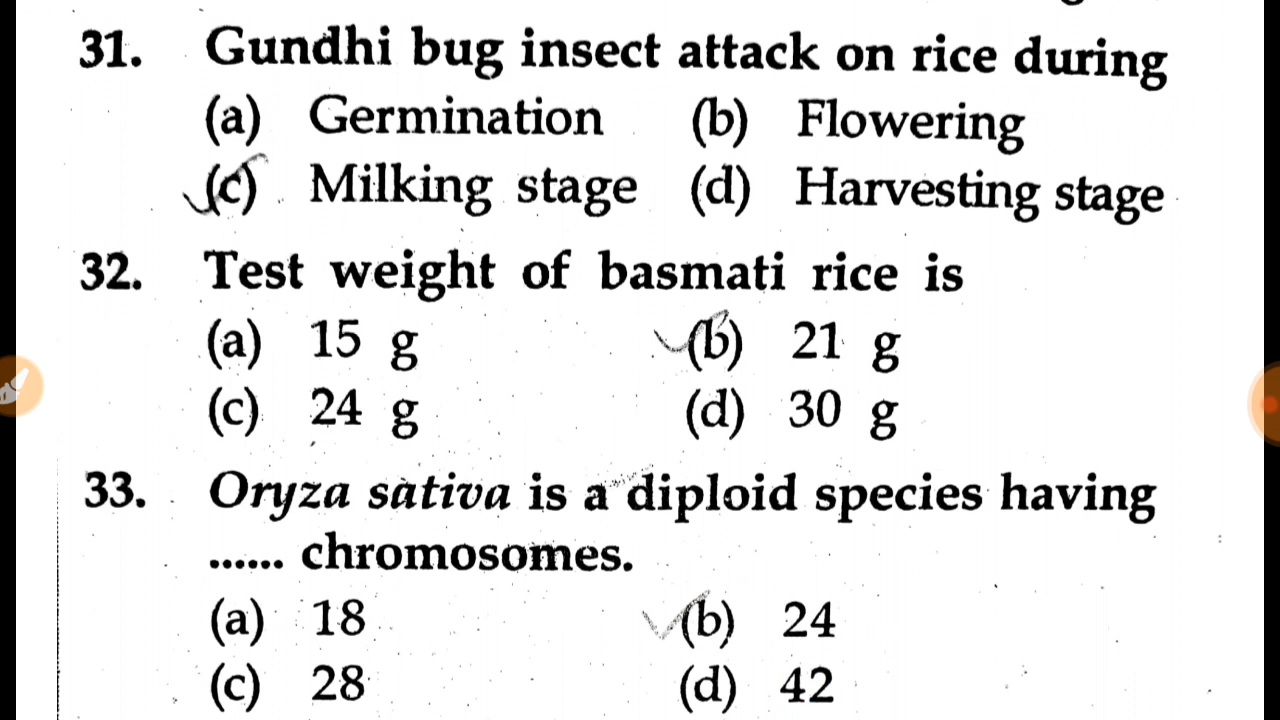 31. Gundhi bug insect attack on rice during
(a) Germination (b) Flowering
(c) Milking stage (d) Harvesting stage
32. Test weight of basmati rice is
(a) 15 g (b) 21 g
(c) 24 g (d) 30 g
33. Oryza sativa is a diploid species having
...... chromosomes.
(a) 18 (b) 24
(c) 28 (d) 42